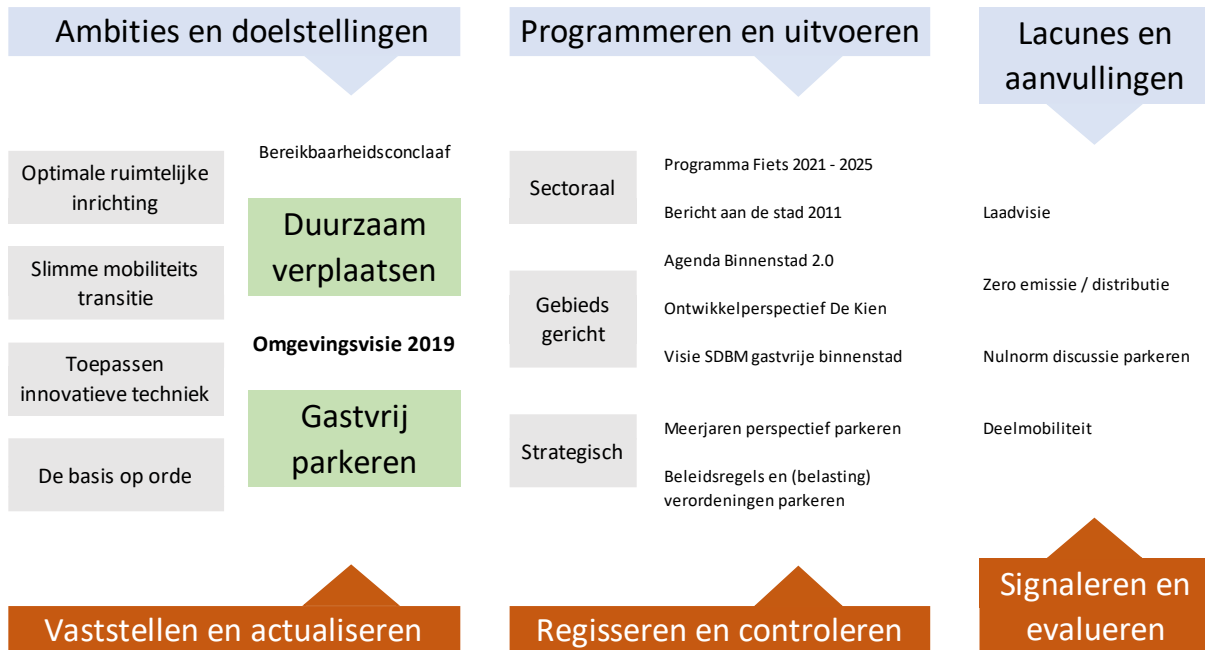 Ambities en doelstellingen
Optimale ruimtelijke
inrichting
Slimme mobiliteits
transitie
Toepassen
innovatieve techniek
De basis op orde
Bereikbaarheidsconclaaf
Duurzaam
verplaatsen
Omgevingsvisie 2019
Gastvrij
parkeren
Vaststellen en actualiseren
Programmeren en uitvoeren
Sectoraal
Programma Fiets 2021 - 2025
Bericht aan de stad 2011
Gebieds
gericht
Agenda Binnenstad 2.0
Ontwikkelperspectief De Kien
Visie SDBM gastvrije binnenstad
Strategisch
Meerjaren perspectief parkeren
Beleidsregels en (belasting)
verordeningen parkeren
Regisseren en controleren
Lacunes en
aanvullingen
Laadvisie
Zero emissie / distributie
Nulnorm discussie parkeren
Deelmobiliteit
Signaleren en
evalueren